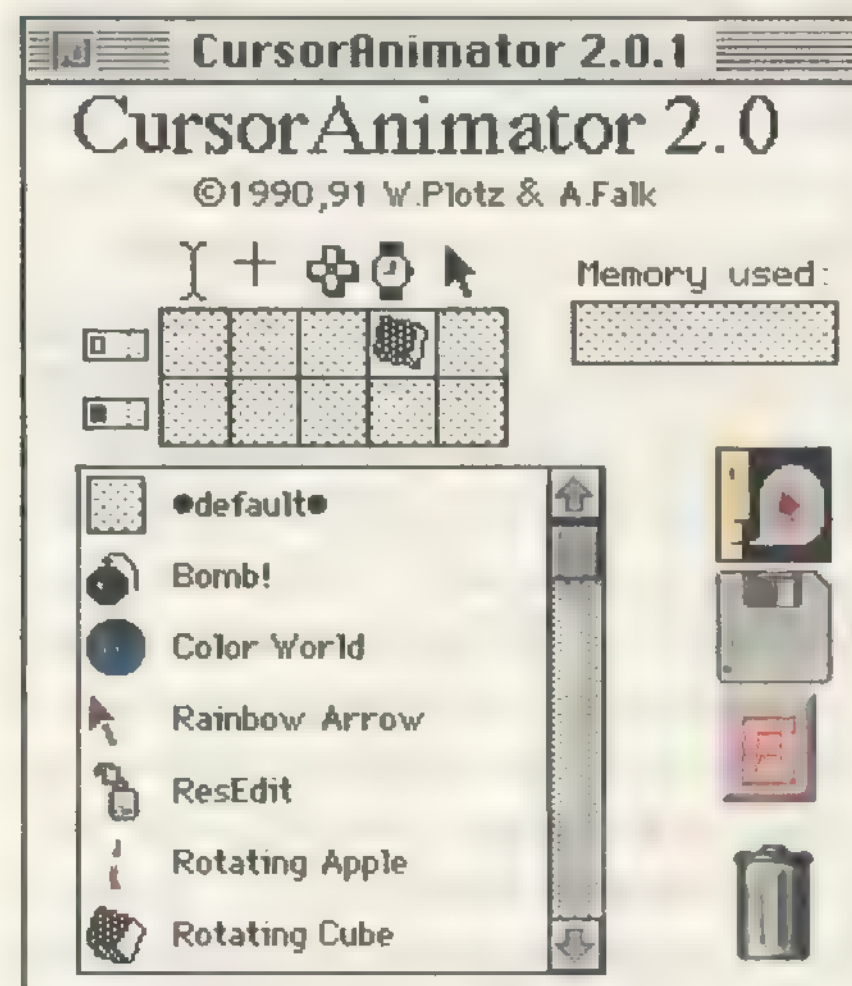 CursorAnimator 2.0.1
CursorAnimator 2.0
©1990,91 W.Plotz & A.Falk
Memory used:
•default•
Bomb!
Color World
Rainbow Arrow
ResEdit
Rotating Apple
Rotating Cube